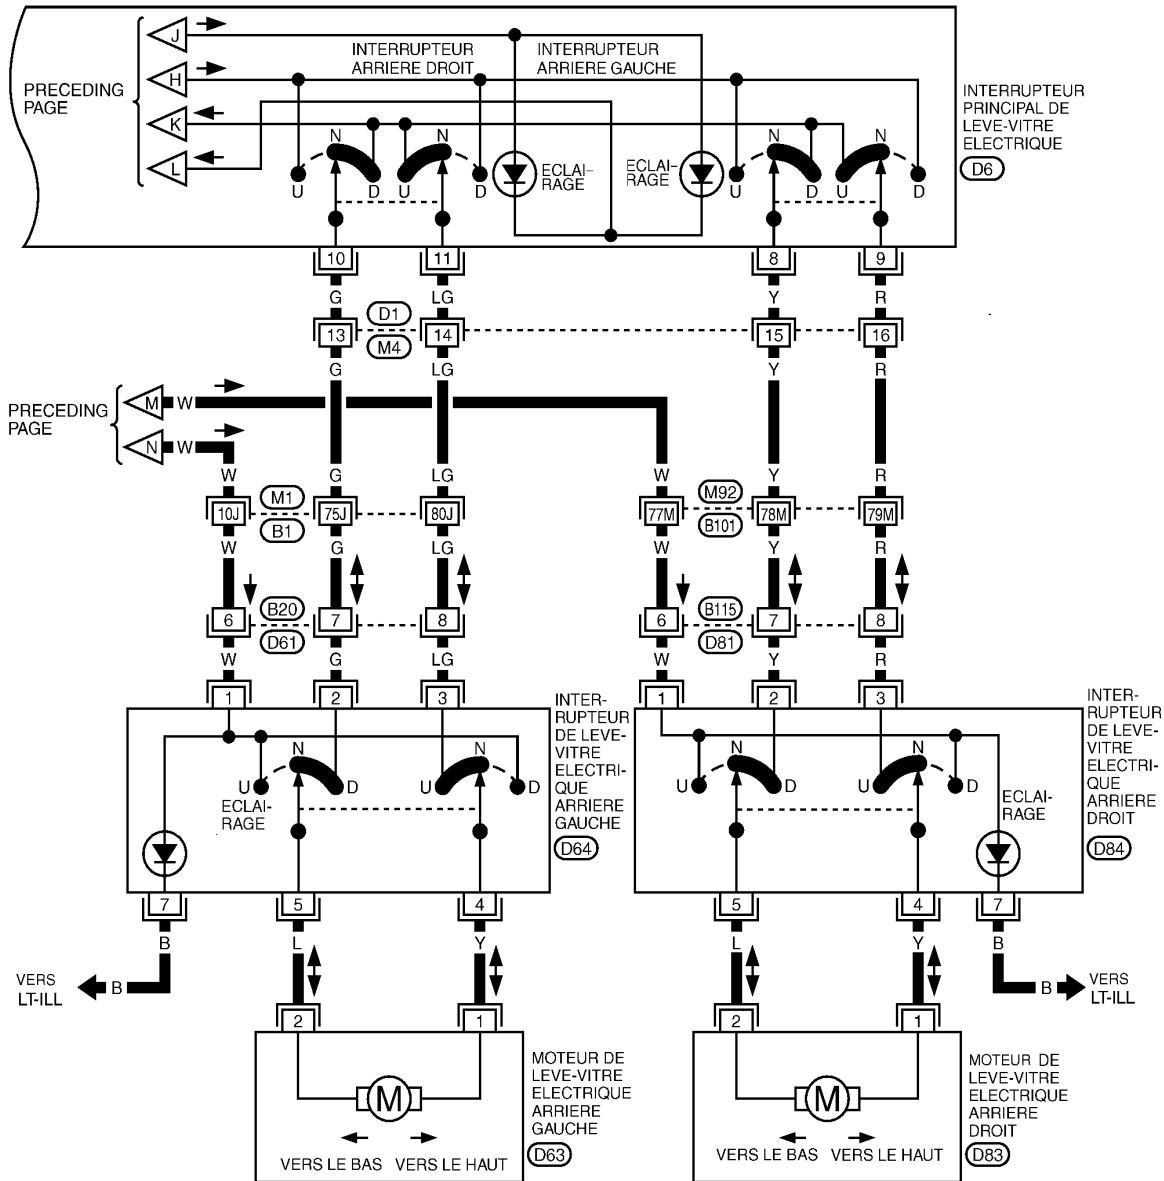 J
INTERRUPTEUR
ARRIERE DROIT
INTERRUPTEUR
ARRIERE GAUCHE
H
PRECEDING
PAGE
K
L
N
N
N
N
U
D
U
D
ECLAI-
RAGE
ECLAI-
RAGE
U
D
U
D
INTERRUPTEUR
PRINCIPAL DE
LEVE-VITRE
ELECTRIQUE
D6
10
11
8
9
G
LG
Y
R
D1
13
14
15
16
M4
G
LG
Y
R
PRECEDING
PAGE
M
W
N
W
W
G
LG
W
Y
R
M1
M92
10J
75J
80J
77M
78M
79M
B1
B101
W
G
LG
W
Y
R
B20
B115
6
7
8
6
7
8
D61
D81
W
G
LG
W
Y
R
1
2
3
1
2
3
N
N
U
D
U
D
ECLAI-
RAGE
INTER-
RUPTEUR
DE LEVE-
VITRE
ELECTRI-
QUE
ARRIERE
GAUCHE
D64
N
N
U
D
U
D
ECLAI-
RAGE
INTER-
RUPTEUR
DE LEVE-
VITRE
ELECTRI-
QUE
ARRIERE
DROIT
D84
7
5
4
5
4
7
B
L
Y
L
Y
B
VERS
LT-ILL
B
B
VERS
LT-ILL
2
1
2
1
M
VERS LE BAS
VERS LE HAUT
MOTEUR DE
LEVE-VITRE
ELECTRIQUE
ARRIERE
GAUCHE
D63
M
VERS LE BAS
VERS LE HAUT
MOTEUR DE
LEVE-VITRE
ELECTRIQUE
ARRIERE
DROIT
D83